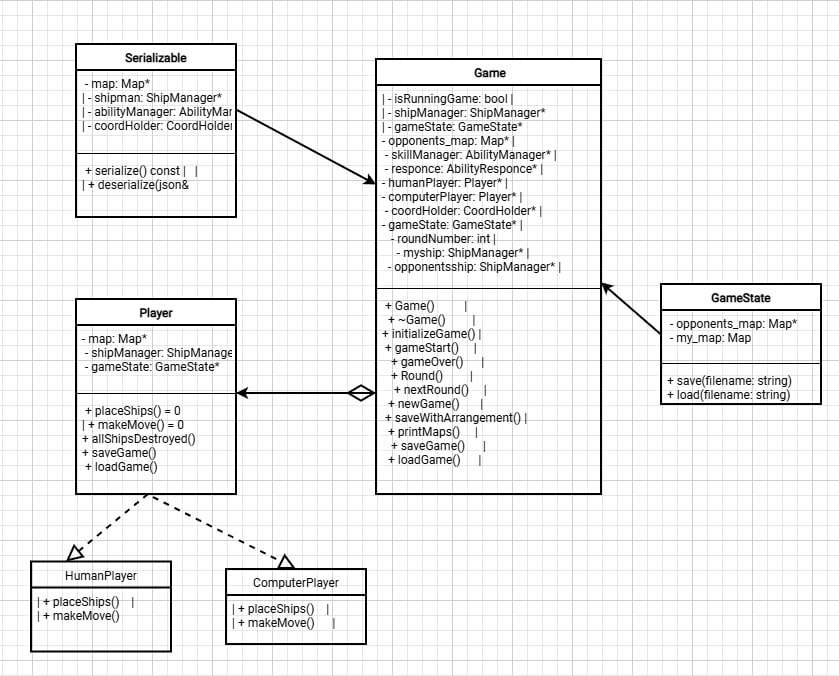 Serializable
- map: Map*
|- shipman: ShipManager*
|- abilityManager: AbilityMar
|- coordHolder: CoordHolder
+ serialize() const | |
| + deserialize(json&
Game
|- isRunningGame: bool |
|- shipManager: ShipManager*
|- gameState: GameState*
- opponents_map: Map* |
- skillManager: AbilityManager* |
- responce: AbilityResponce* |
- humanPlayer: Player* |
- computerPlayer: Player* |
- coordHolder: CoordHolder* |
- gameState: GameState* |
- roundNumber: int |
- myship: ShipManager* |
- opponentsship: ShipManager* |
+ Game() |
+ ~Game() |
+ initializeGame() |
+ gameStart() |
+ gameOver() |
+ Round() |
+ nextRound() |
+ newGame() |
+ saveWithArrangement() |
+ printMaps() |
+ saveGame() |
+ loadGame() |
GameState
- opponents_map: Map*
- my_map: Map
+ save(filename: string)
+ load(filename: string)
Player
- map: Map*
- shipManager: ShipManage
- gameState: GameState*
+ placeShips() = 0
| + makeMove() = 0
+ allShipsDestroyed()
+ saveGame()
+ loadGame()
HumanPlayer
| + placeShips() |
| + makeMove()
ComputerPlayer
| + placeShips() |
| + makeMove() |